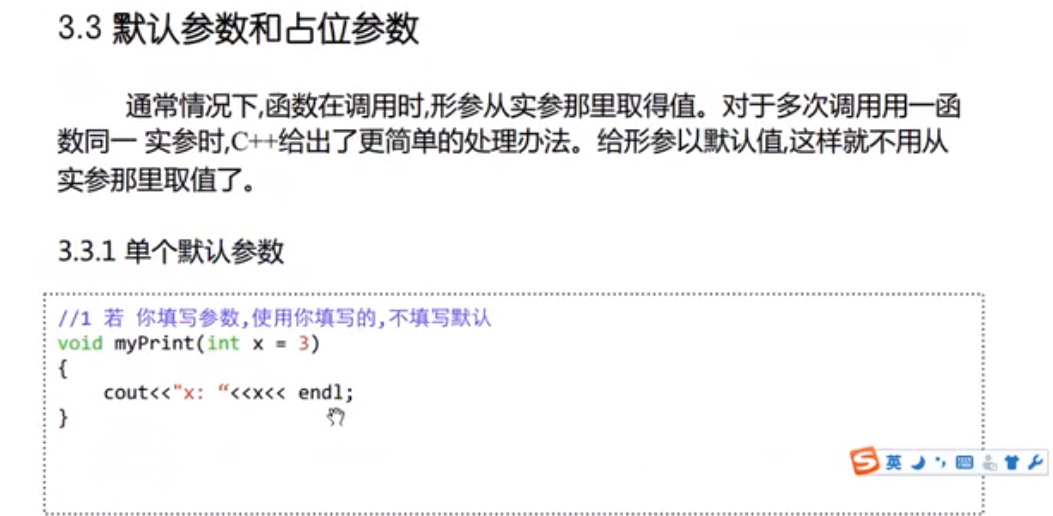 3.3 默认参数和占位参数
通常情况下,函数在调用时,形参从实参那里取得值。对于多次调用用一函
数同一 实参时,C++给出了更简单的处理办法。给形参以默认值,这样就不用从
实参那里取值了。
3.3.1 单个默认参数
//1 若 你填写参数,使用你填写的,不填写默认
void myPrint(int x = 3)
{
cout<<"x: “<<x<< endl;
}
英